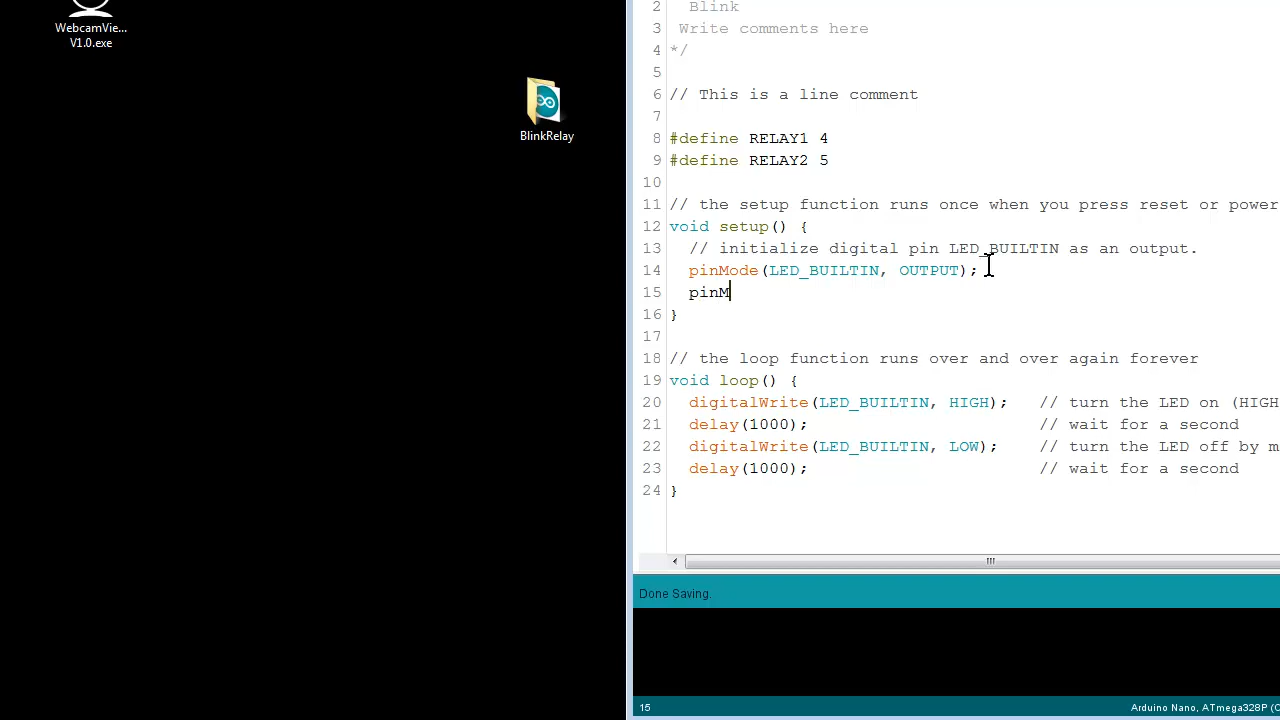 WebcamVie...
V1.0.exe
BlinkRelay
2 Blink
3 Write comments here
4 */
5
6 // This is a line comment
7
8 #define RELAY1 4
9 #define RELAY2 5
10
11 // the setup function runs once when you press reset or power
12 void setup() {
13 // initialize digital pin LED_BUILTIN as an output.
14 pinMode(LED_BUILTIN, OUTPUT);
15 pinM
16 }
17
18 // the loop function runs over and over again forever
19 void loop() {
20 digitalWrite(LED_BUILTIN, HIGH); // turn the LED on (HIGH
21 delay(1000); // wait for a second
22 digitalWrite(LED_BUILTIN, LOW); // turn the LED off by m
23 delay(1000); // wait for a second
24 }
Done Saving.
15
Arduino Nano, ATmega328P (